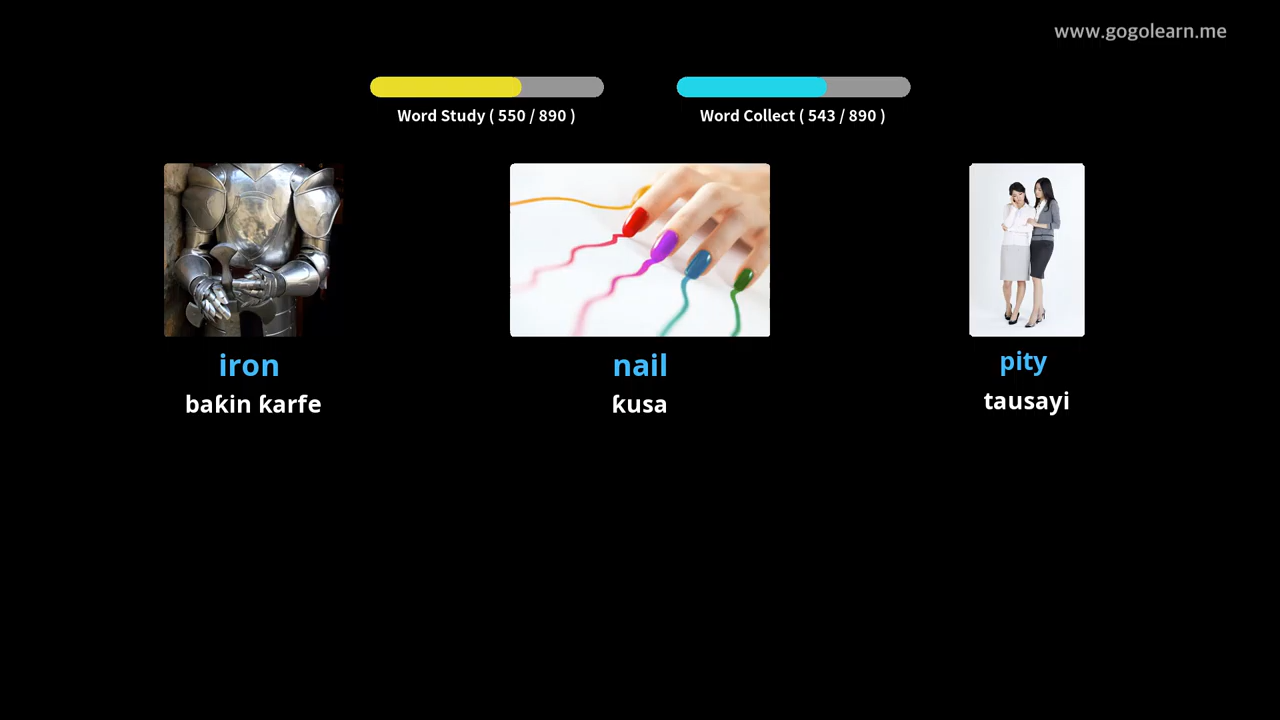 www.gogolearn.me
Word Study ( 550 / 890 )
Word Collect ( 543 / 890 )
iron
baƙin ƙarfe
nail
ƙusa
pity
tausayi